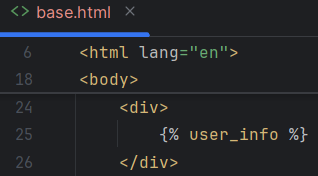 <> base.html ×
6 <html lang="en">
18 <body>
24 <div>
25 {% user_info %}
26 </div>